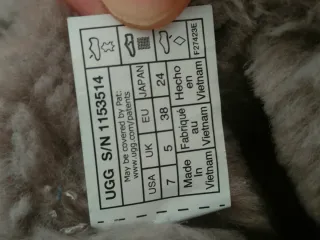 UGG S/N 1153514
May be covered by Pat:
www.ugg.com/patents
USA UK EU JAPAN
7 5 38 24
Made In Vietnam
Fabriqué au Vietnam
Hecho en Vietnam
F27423E